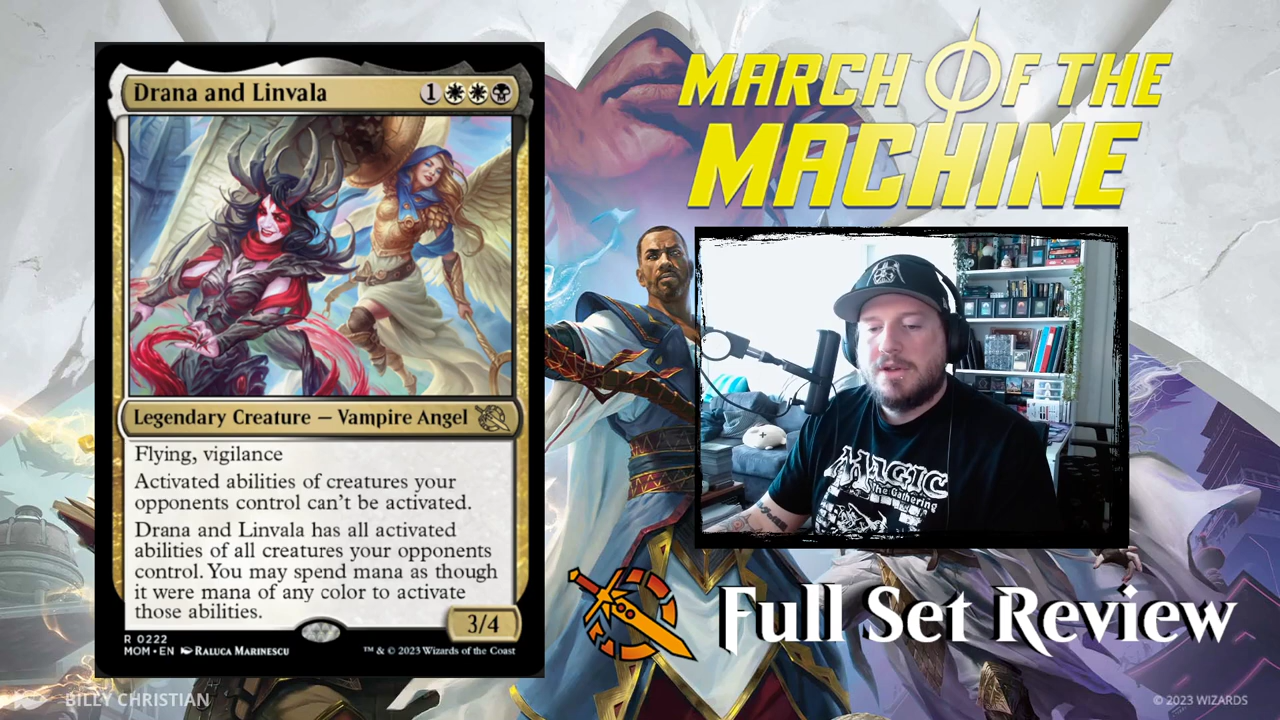 Drana and Linvala
1
Flying, vigilance
Legendary Creature — Vampire Angel
Activated abilities of creatures your
opponents control can't be activated.
Drana and Linvala has all activated
abilities of all creatures your opponents
control. You may spend mana as though
it were mana of any color to activate
those abilities.
3/4
R 0222
MOM • EN RALUCA MARINESCU
™ & © 2023 Wizards of the Coast
BILLY CHRISTIAN
MARCH OF THE
MACHINE
MAGIC
The Gathering
Full Set Review
© 2023 WIZARDS